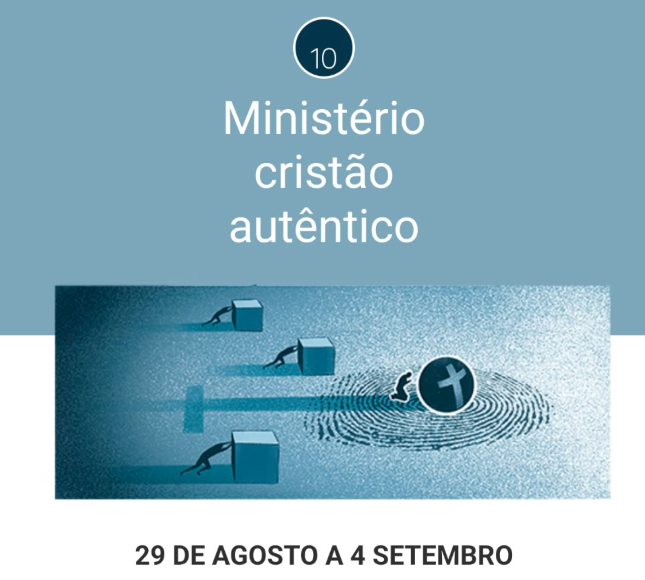 10
Ministério
cristão
autêntico
29 DE AGOSTO A 4 SETEMBRO